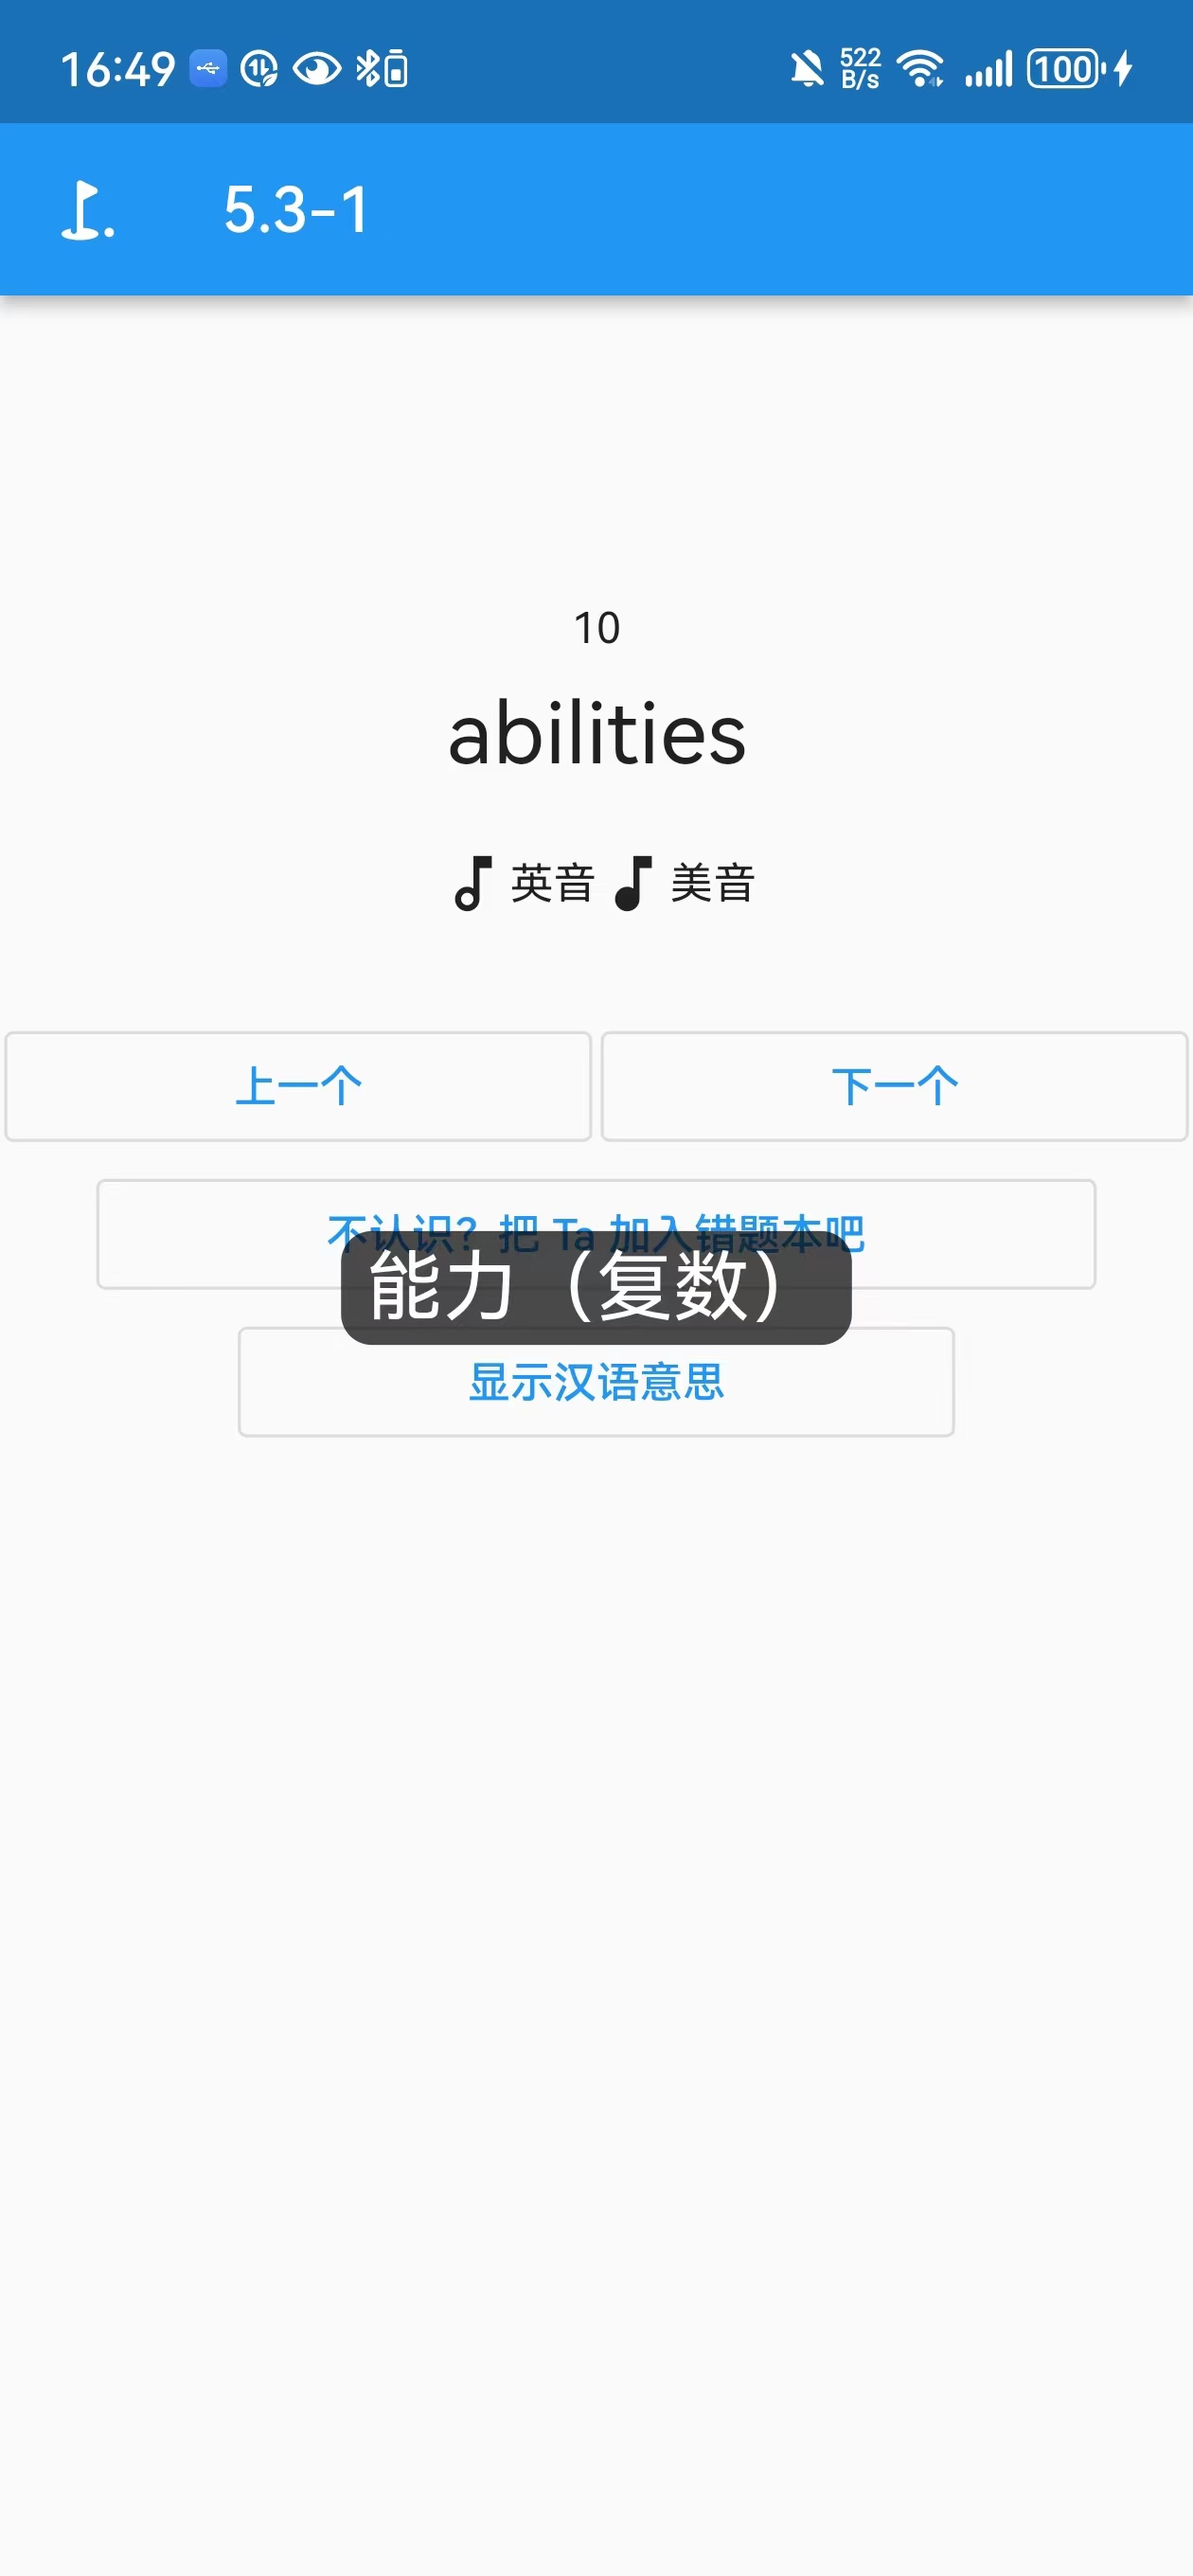 16:49
522
B/s
100
5.3-1
10
abilities
英音 美音
上一个 下一个
不认识？把 Ta 加入错题本吧
能力（复数）
显示汉语意思